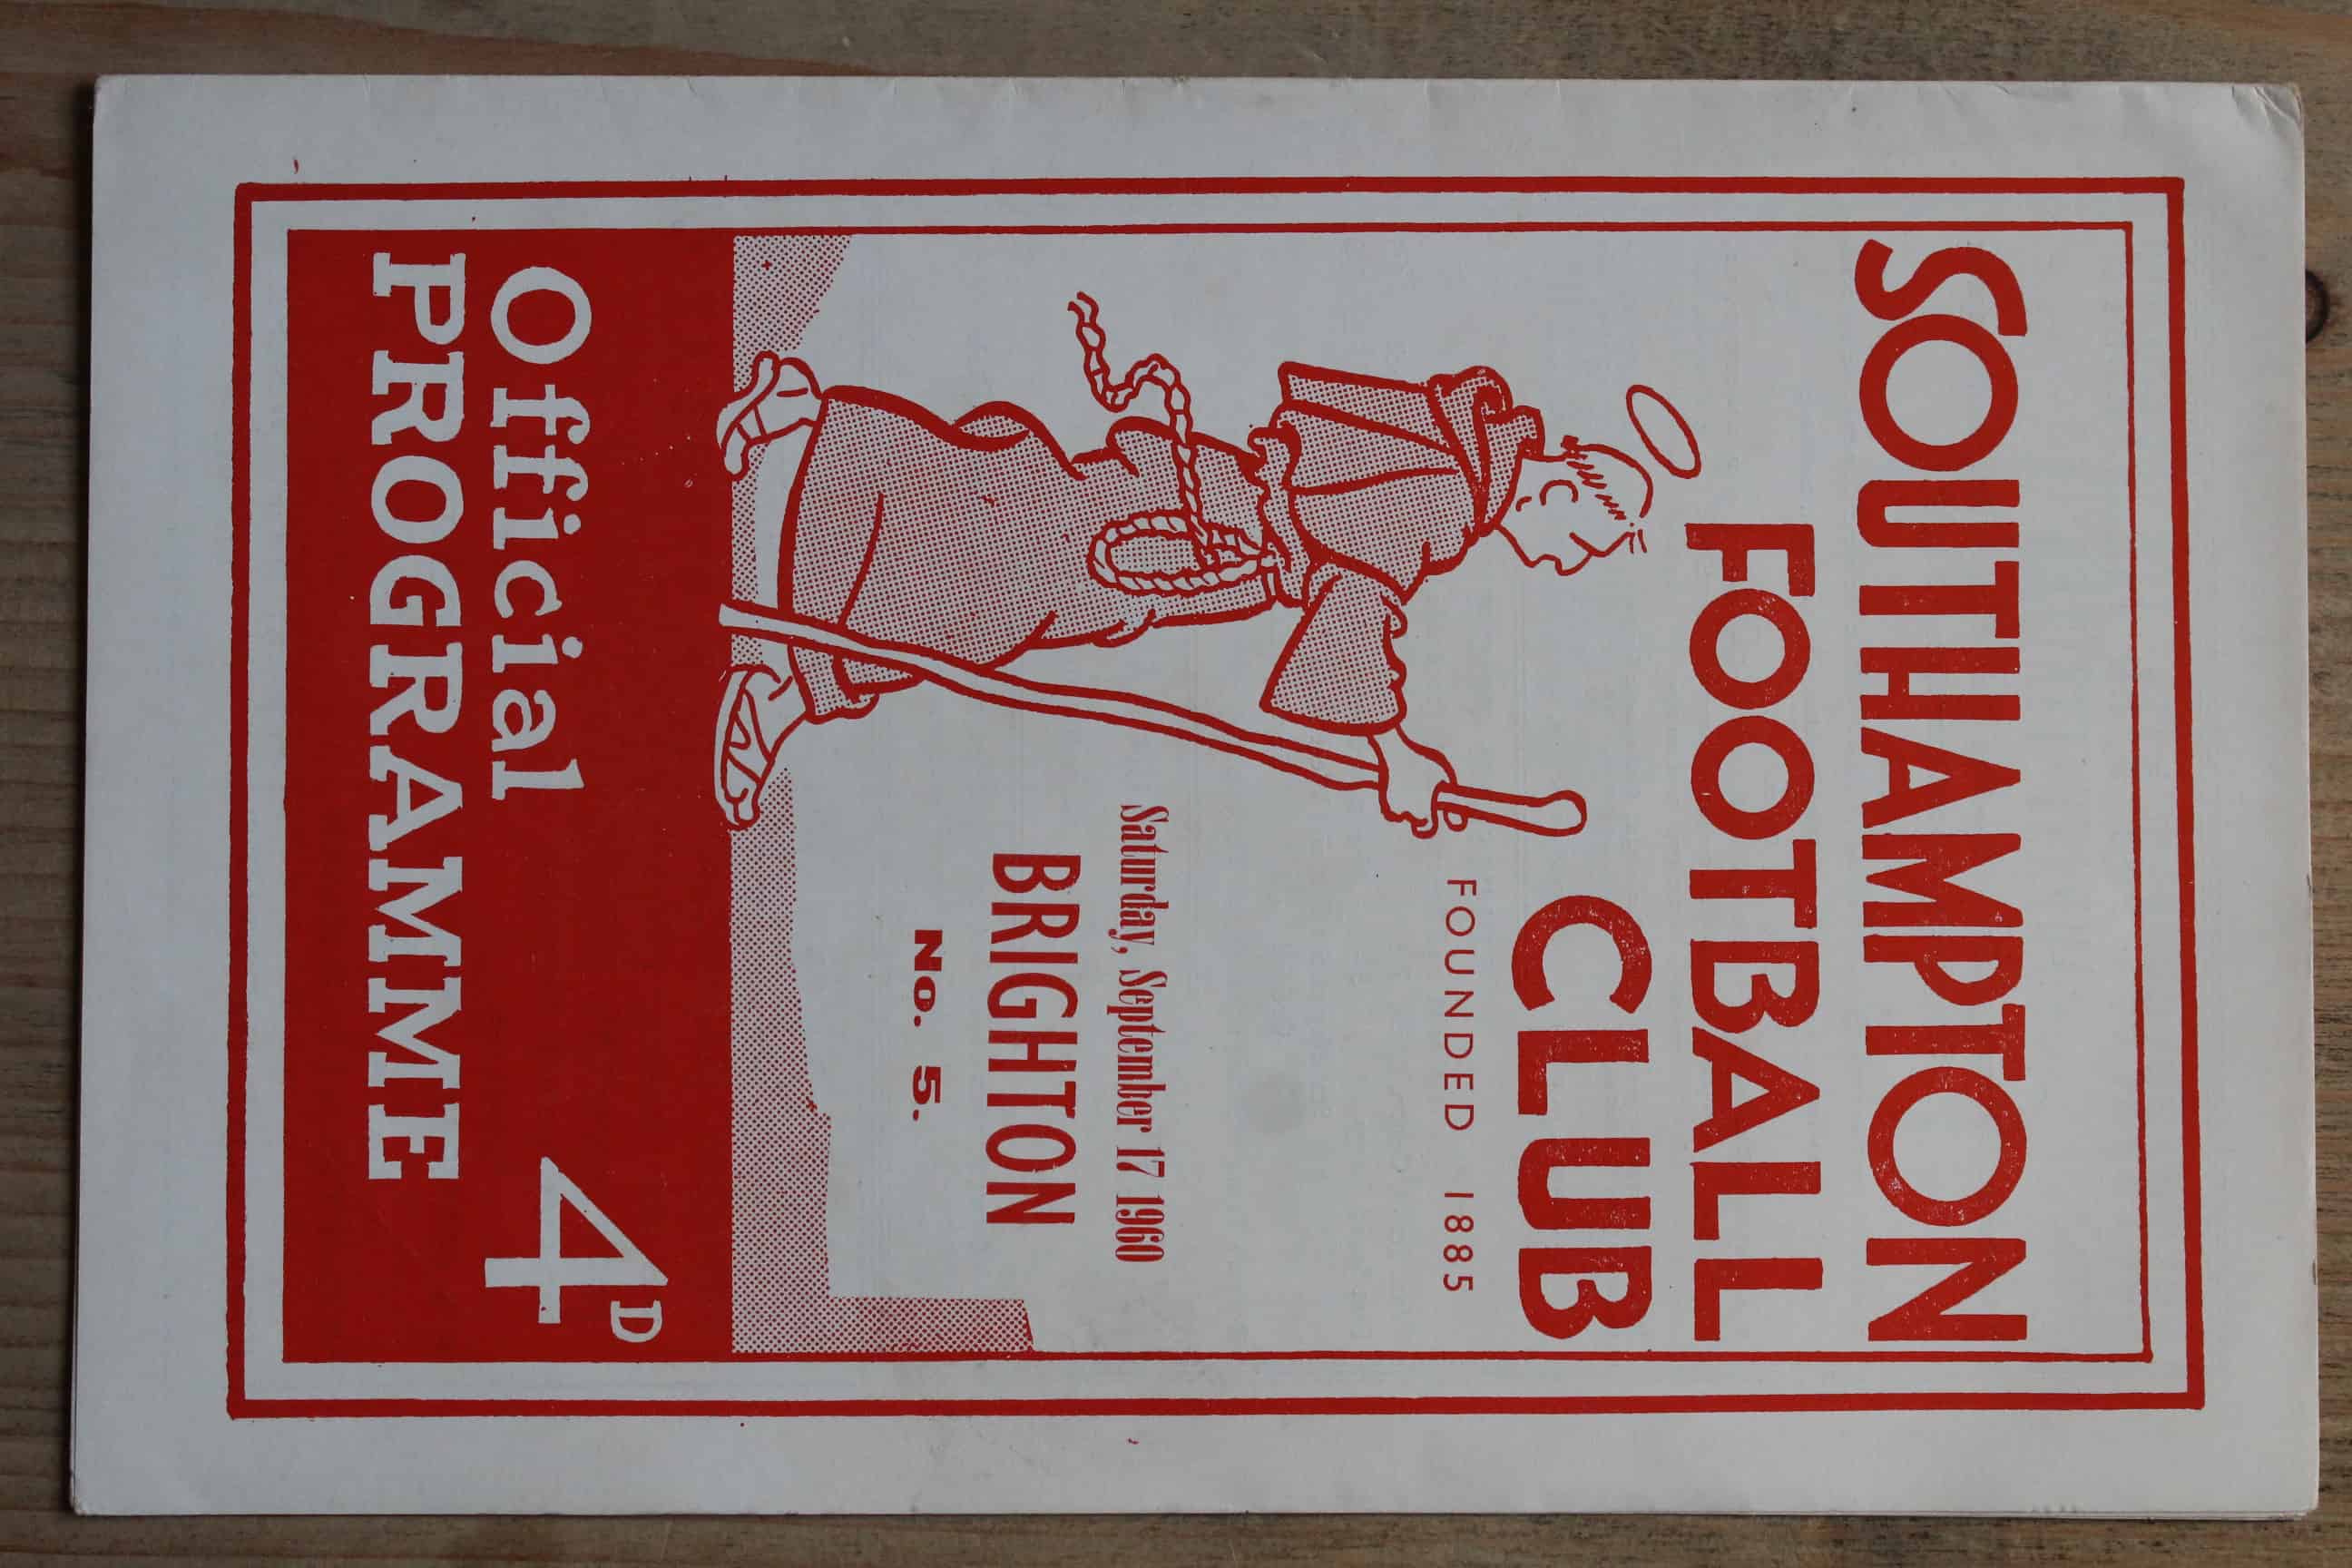 SOUTHAMPTON
FOOTBALL
CLUB
FOUNDED 1885
Saturday, September 17 1960
BRIGHTON
No. 5.
Official 4D
PROGRAMME